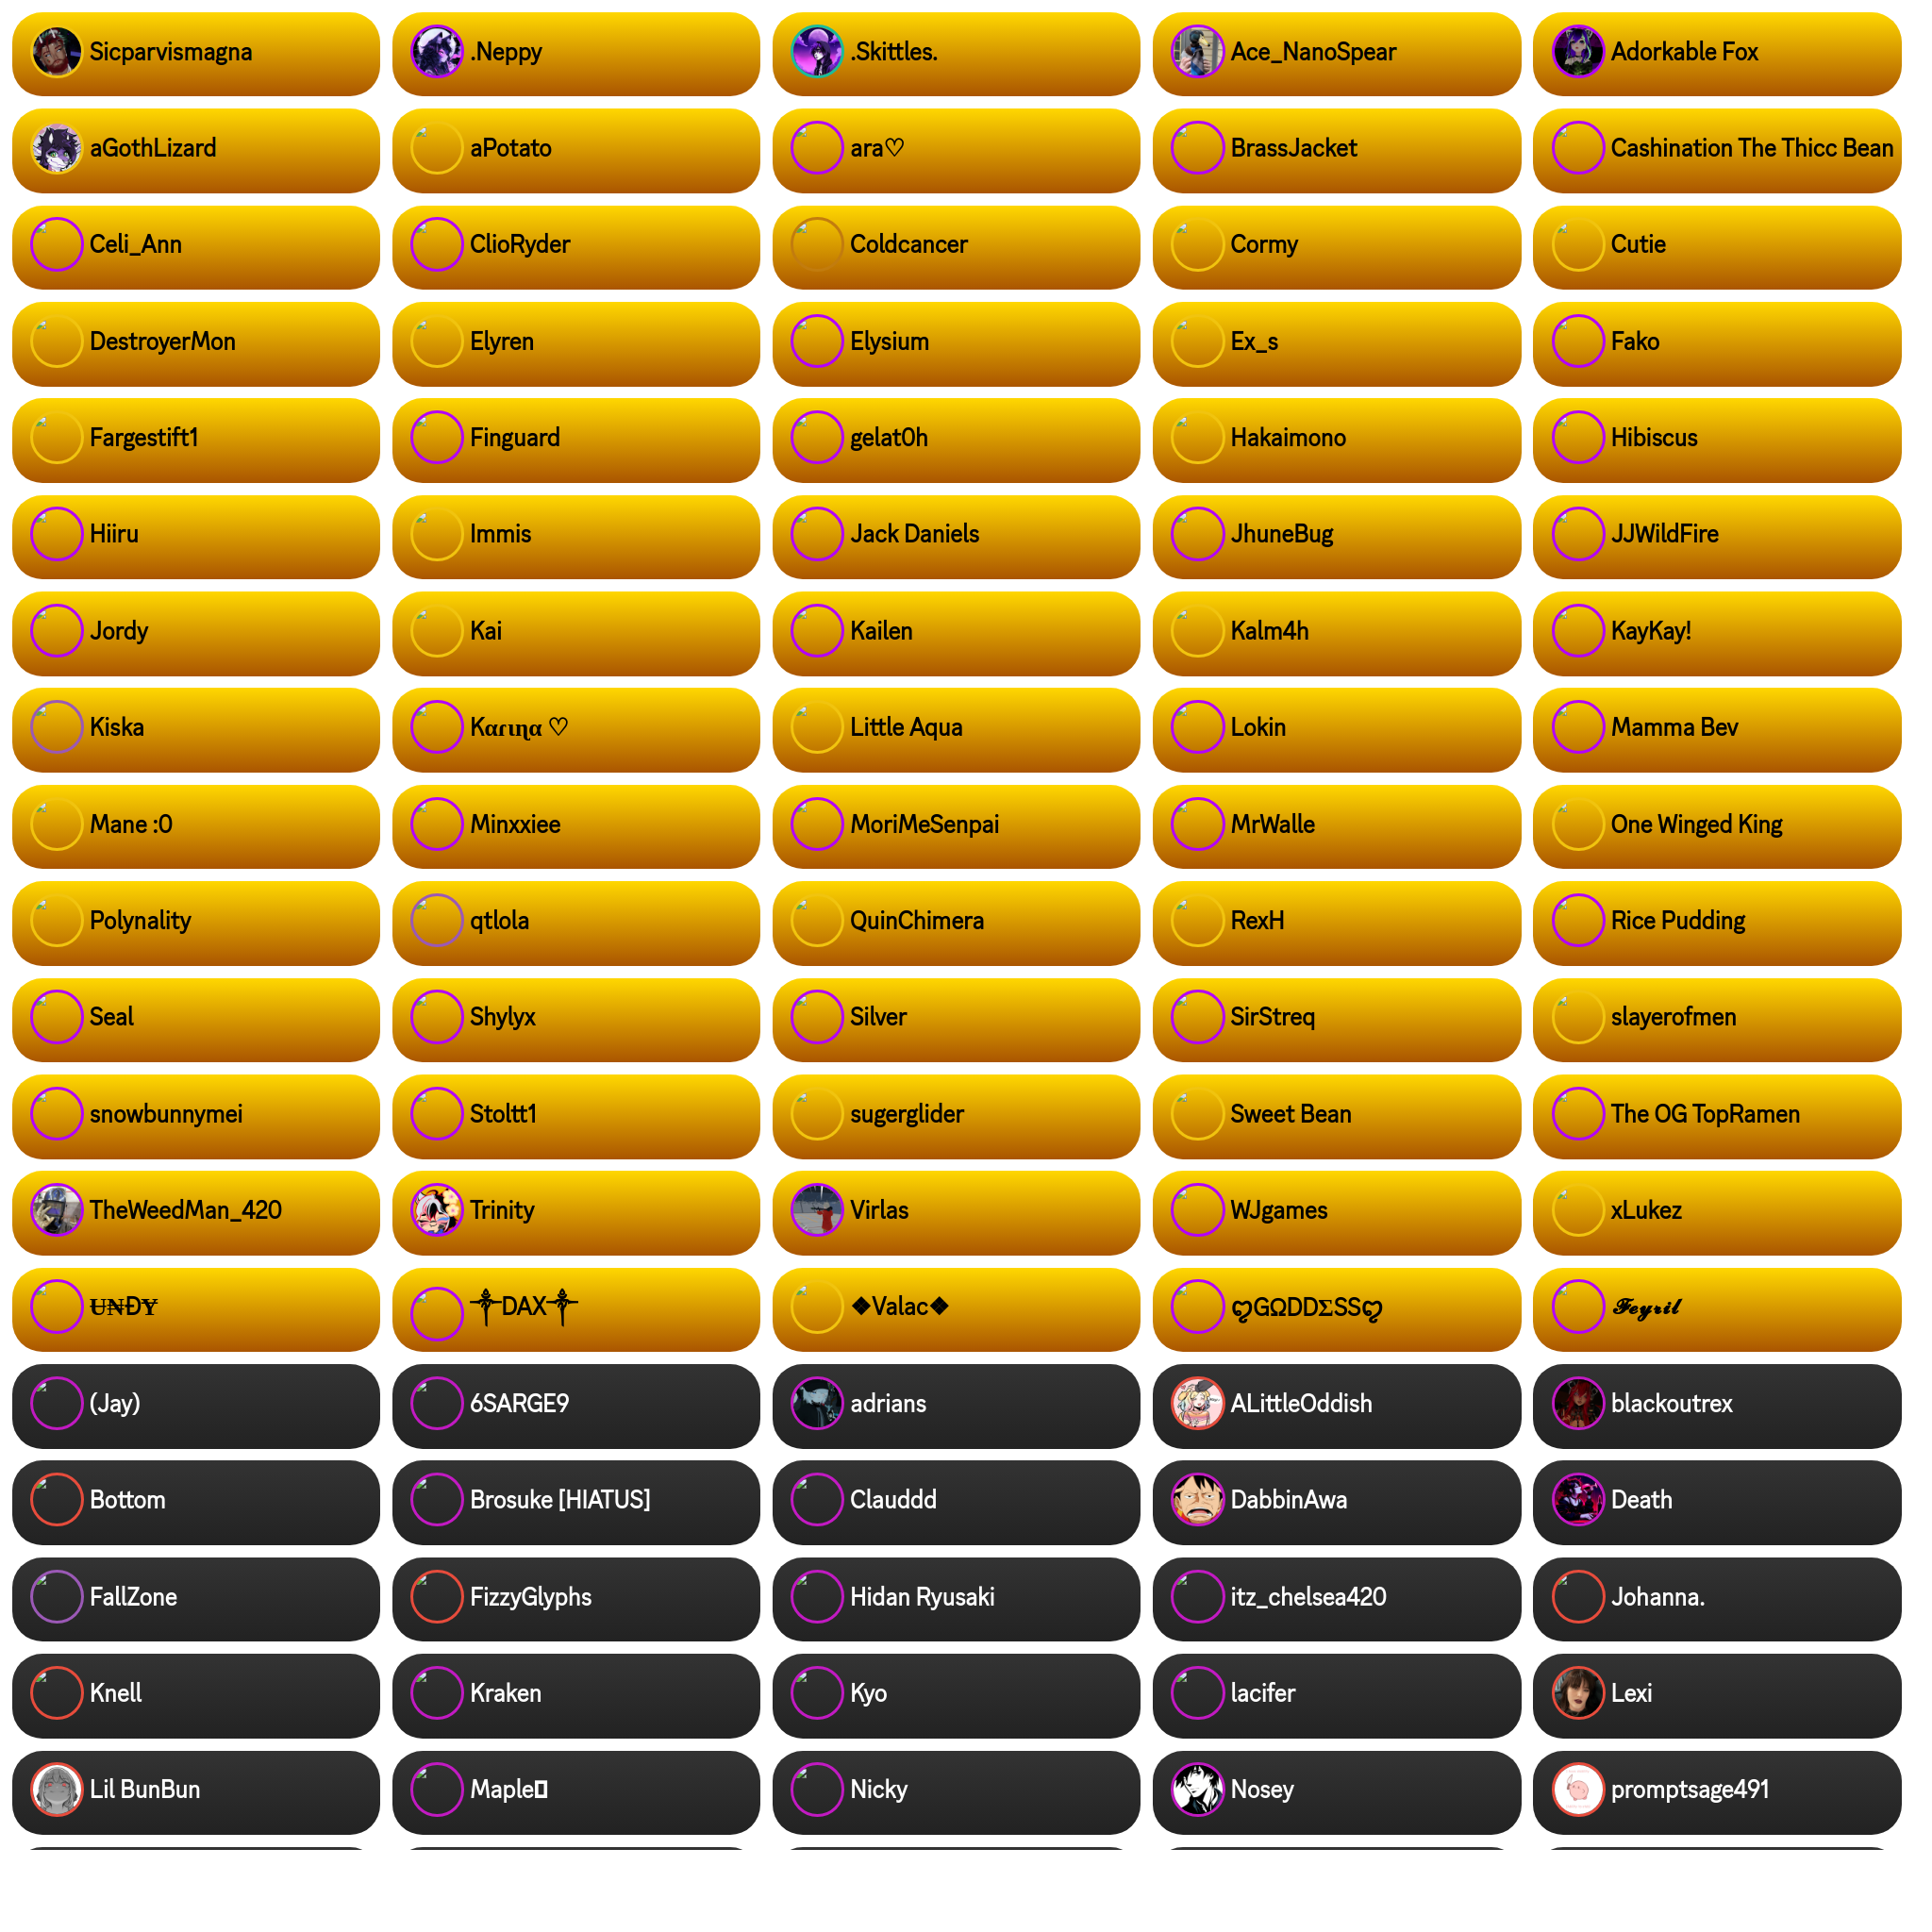 Sicparvismagna
.Neppy
.Skittles.
Ace_NanoSpear
Adorkable Fox
aGothLizard
aPotato
ara♡
BrassJacket
Cashination The Thicc Bean
Celi_Ann
ClioRyder
Coldcancer
Cormy
Cutie
DestroyerMon
Elyren
Elysium
Ex_s
Fako
Fargestift1
Finguard
gelat0h
Hakaimono
Hibiscus
Hiiru
Immis
Jack Daniels
JhuneBug
JJWildFire
Jordy
Kai
Kailen
Kalm4h
KayKay!
Kiska
Kαɾιɳα ♡
Little Aqua
Lokin
Mamma Bev
Mane :0
Minxxiee
MoriMeSenpai
MrWalle
One Winged King
Polynality
qtlola
QuinChimera
RexH
Rice Pudding
Seal
Shylyx
Silver
SirStreq
slayerofmen
snowbunnymei
Stoltt1
sugerglider
Sweet Bean
The OG TopRamen
TheWeedMan_420
Trinity
Virlas
WJgames
xLukez
U̶₦ĐɎ
༒DAX༒
❖Valac❖
ღGΩDDΣSSღ
𝓕𝓮𝔂𝓻𝓲𝓵
(Jay)
6SARGE9
adrians
ALittleOddish
blackoutrex
Bottom
Brosuke [HIATUS]
Clauddd
DabbinAwa
Death
FallZone
FizzyGlyphs
Hidan Ryusaki
itz_chelsea420
Johanna.
Knell
Kraken
Kyo
lacifer
Lexi
Lil BunBun
Maple
Nicky
Nosey
promptsage491